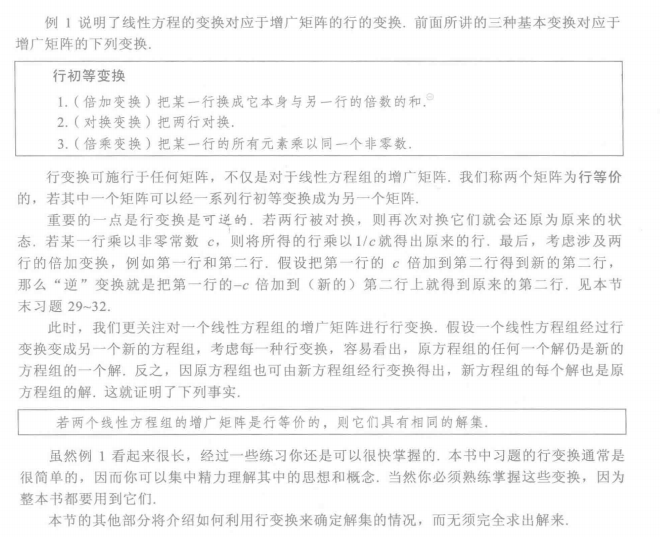 例 1 说明了线性方程的变换对应于增广矩阵的行的变换. 前面所讲的三种基本变换对应于
增广矩阵的下列变换.
行初等变换
1.(倍加变换)把某一行换成它本身与另一行的倍数的和.㊀
2.(对换变换)把两行对换.
3.(倍乘变换)把某一行的所有元素乘以同一个非零数.
行变换可施行于任何矩阵, 不仅是对于线性方程组的增广矩阵. 我们称两个矩阵为行等价
的, 若其中一个矩阵可以经一系列行初等变换成为另一个矩阵.
重要的一点是行变换是可逆的. 若两行被对换, 则再次对换它们就会还原为原来的状
态. 若某一行乘以非零常数 c, 则将所得的行乘以1/c就得出原来的行. 最后, 考虑涉及两
行的倍加变换, 例如第一行和第二行. 假设把第一行的 c 倍加到第二行得到新的第二行,
那么“逆”变换就是把第一行的–c 倍加到(新的)第二行上就得到原来的第二行. 见本节
末习题 29~32.
此时, 我们更关注对一个线性方程组的增广矩阵进行行变换. 假设一个线性方程组经过行
变换变成另一个新的方程组, 考虑每一种行变换, 容易看出, 原方程组的任何一个解仍是新的
方程组的一个解. 反之, 因原方程组也可由新方程组经行变换得出, 新方程组的每个解也是原
方程组的解. 这就证明了下列事实.
若两个线性方程组的增广矩阵是行等价的, 则它们具有相同的解集.
虽然例 1 看起来很长, 经过一些练习你还是可以很快掌握的. 本书中习题的行变换通常是
很简单的, 因而你可以集中精力理解其中的思想和概念. 当然你必须熟练掌握这些变换, 因为
整本书都要用到它们.
本节的其他部分将介绍如何利用行变换来确定解集的情况, 而无须完全求出解来.